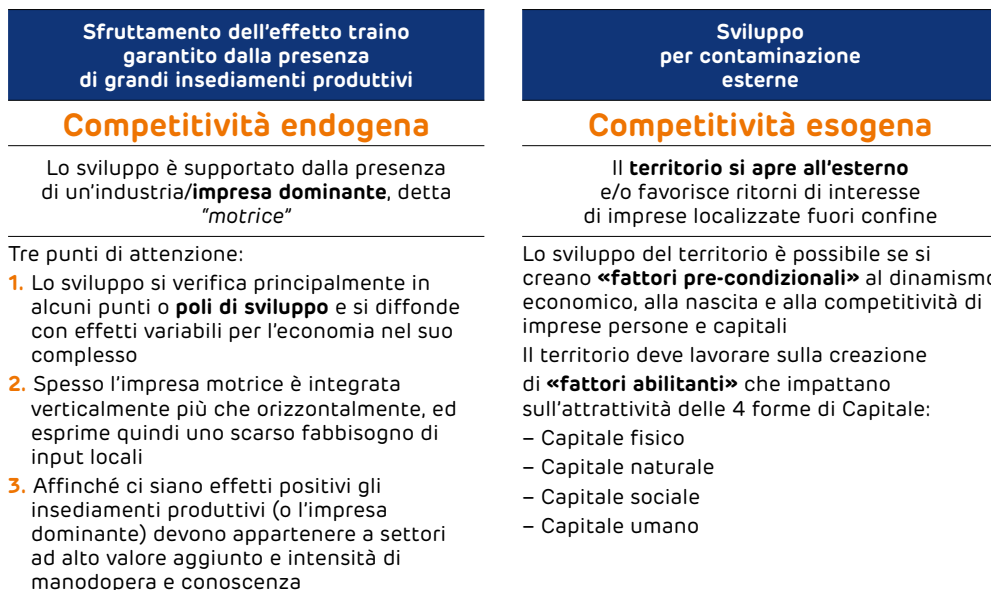 Sfruttamento dell'effetto traino
garantito dalla presenza
di grandi insediamenti produttivi
Competitività endogena
Lo sviluppo è supportato dalla presenza
di un'industria/impresa dominante, detta
"motrice"
Tre punti di attenzione:
1. Lo sviluppo si verifica principalmente in
alcuni punti o poli di sviluppo e si diffonde
con effetti variabili per l'economia nel suo
complesso
2. Spesso l'impresa motrice è integrata
verticalmente più che orizzontalmente, ed
esprime quindi uno scarso fabbisogno di
input locali
3. Affinché ci siano effetti positivi gli
insediamenti produttivi (o l'impresa
dominante) devono appartenere a settori
ad alto valore aggiunto e intensità di
manodopera e conoscenza
Sviluppo
per contaminazione
esterne
Competitività esogena
Il territorio si apre all'esterno
e/o favorisce ritorni di interesse
di imprese localizzate fuori confine
Lo sviluppo del territorio è possibile se si
creano «fattori pre-condizionali» al dinamismo
economico, alla nascita e alla competitività di
imprese persone e capitali
Il territorio deve lavorare sulla creazione
di «fattori abilitanti» che impattano
sull'attrattività delle 4 forme di Capitale:
– Capitale fisico
– Capitale naturale
– Capitale sociale
– Capitale umano